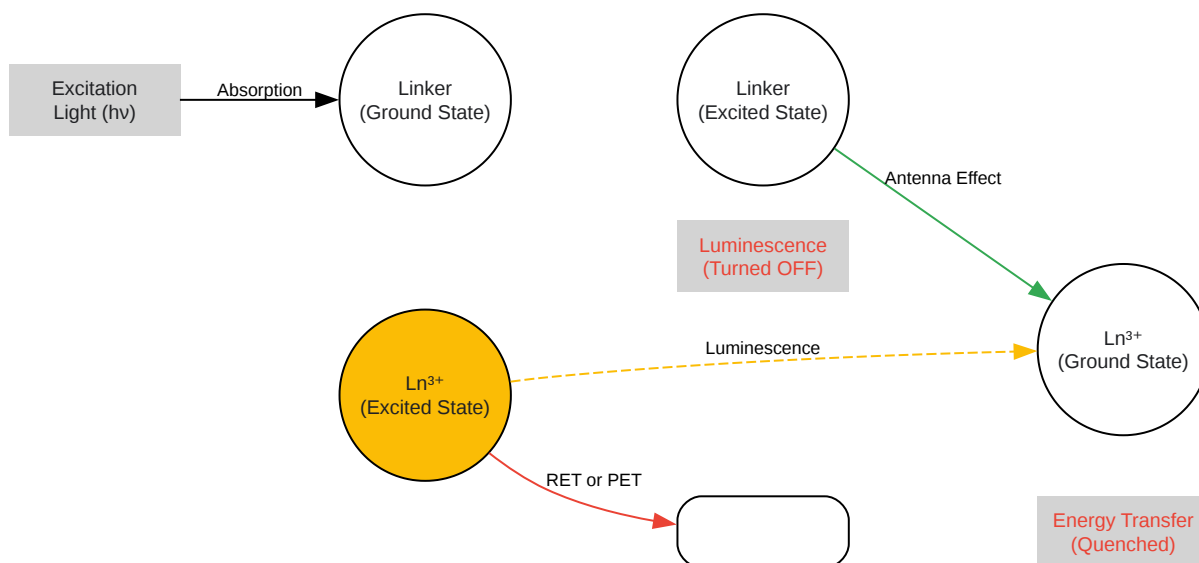 Excitation
Light (hν)
Absorption
Linker
(Ground State)
Linker
(Excited State)
Antenna Effect
Luminescence
(Turned OFF)
Ln³⁺
(Excited State)
Luminescence
Ln³⁺
(Ground State)
RET or PET
Energy Transfer
(Quenched)